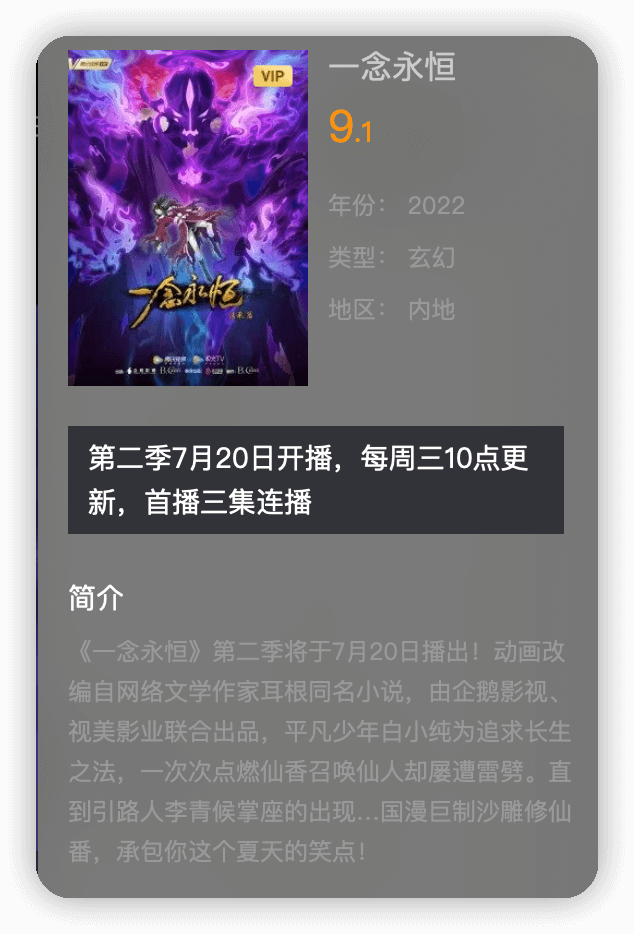 VIP
一念永恒
9.1
年份： 2022
类型： 玄幻
地区： 内地
一念永恒
第二季7月20日开播，每周三10点更
新，首播三集连播
简介
《一念永恒》第二季将于7月20日播出！动画改
编自网络文学作家耳根同名小说，由企鹅影视、
视美影业联合出品，平凡少年白小纯为追求长生
之法，一次次点燃仙香召唤仙人却屡遭雷劈。直
到引路人李青候掌座的出现...国漫巨制沙雕修仙
番，承包你这个夏天的笑点！